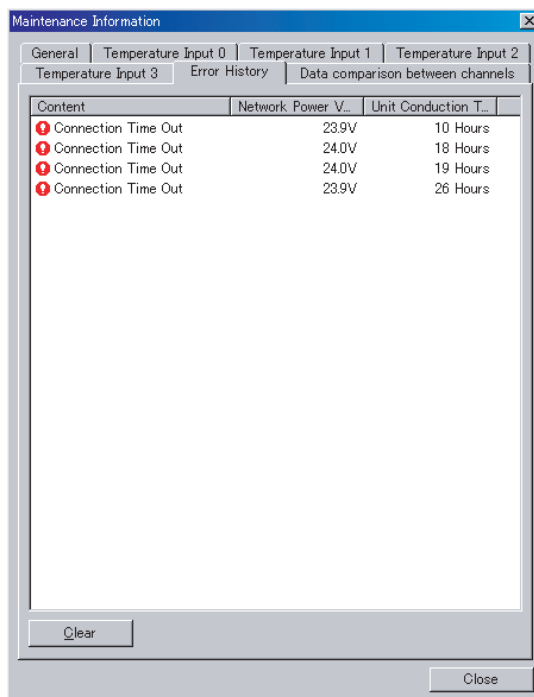 Maintenance Information
General Temperature Input 0 Temperature Input 1 Temperature Input 2
Temperature Input 3 Error History Data comparison between channels
Content Network Power V... Unit Conduction T...
Connection Time Out 23.9V 10 Hours
Connection Time Out 24.0V 18 Hours
Connection Time Out 24.0V 19 Hours
Connection Time Out 23.9V 26 Hours
Clear
Close